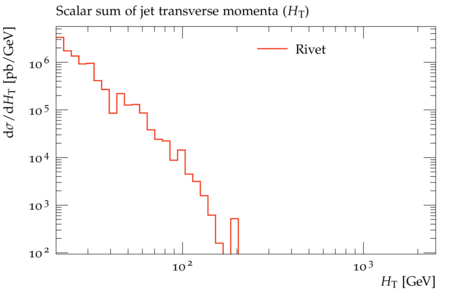 Scalar sum of jet transverse momenta (H_T)
Rivet
dσ/dH_T [pb/GeV]
10^6
10^5
10^4
10^3
10^2
10^2 10^3
H_T [GeV]